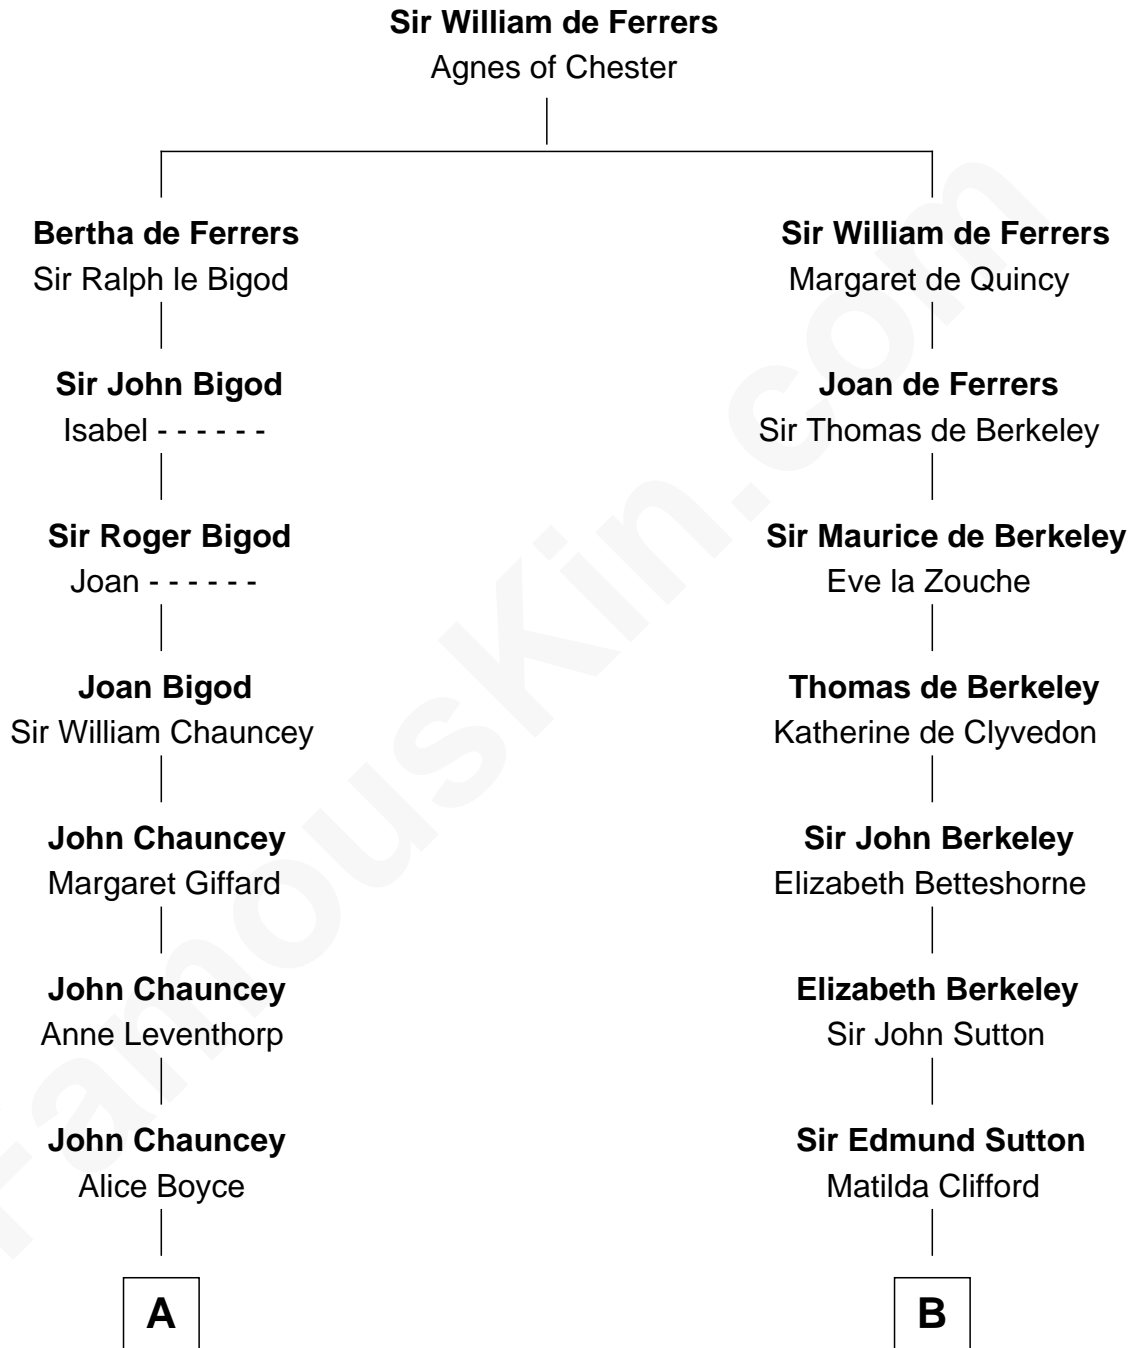 Sir William de Ferrers
Agnes of Chester
Bertha de Ferrers
Sir Ralph le Bigod
Sir John Bigod
Isabel - - - - - -
Sir Roger Bigod
Joan - - - - - -
Joan Bigod
Sir William Chauncey
John Chauncey
Margaret Giffard
John Chauncey
Anne Leventhorp
John Chauncey
Alice Boyce
A
Sir William de Ferrers
Margaret de Quincy
Joan de Ferrers
Sir Thomas de Berkeley
Sir Maurice de Berkeley
Eve la Zouche
Thomas de Berkeley
Katherine de Clyvedon
Sir John Berkeley
Elizabeth Betteshorne
Elizabeth Berkeley
Sir John Sutton
Sir Edmund Sutton
Matilda Clifford
B
FamousKin.com